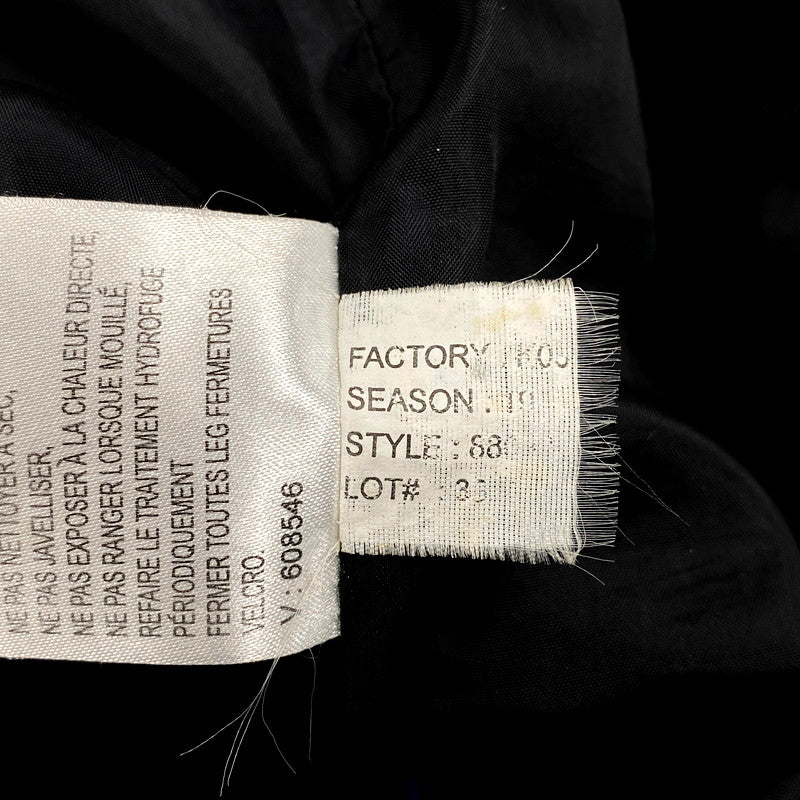 NE PAS NETTOYER À SEC,
NE PAS JAVELLISER,
NE PAS EXPOSER À LA CHALEUR DIRECTE,
NE PAS RANGER LORSQUE MOUILLÉ,
REFAIRE LE TRAITEMENT HYDROFUGE
PÉRIODIQUEMENT
FERMER TOUTES LEG FERMETURES
VELCRO.
V : 608546
FACTORY :
SEASON :
STYLE :
LOT# :